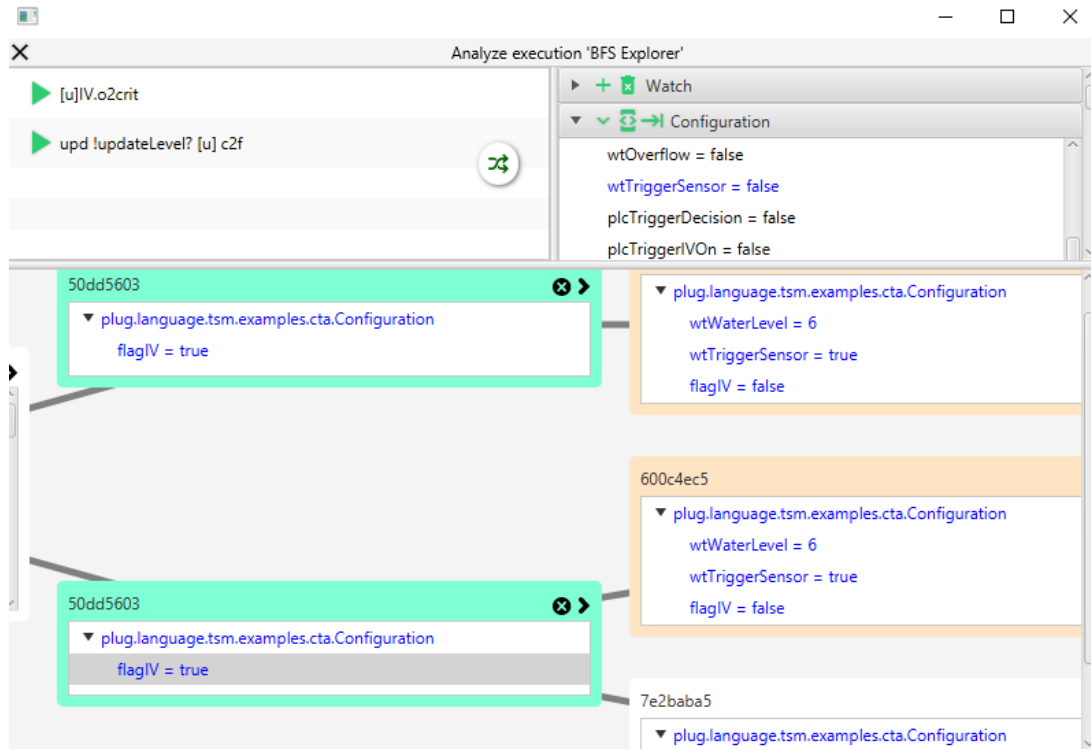 Analyze execution 'BFS Explorer'
[u]IV.o2crit
upd !updateLevel? [u] c2f
Watch
Configuration
wtOverflow = false
wtTriggerSensor = false
plcTriggerDecision = false
plcTriggerIVOn = false
50dd5603
plug.language.tsm.examples.cta.Configuration
flagIV = true
plug.language.tsm.examples.cta.Configuration
wtWaterLevel = 6
wtTriggerSensor = true
flagIV = false
600c4ec5
plug.language.tsm.examples.cta.Configuration
wtWaterLevel = 6
wtTriggerSensor = true
flagIV = false
50dd5603
plug.language.tsm.examples.cta.Configuration
flagIV = true
7e2baba5
plug.language.tsm.examples.cta.Configuration